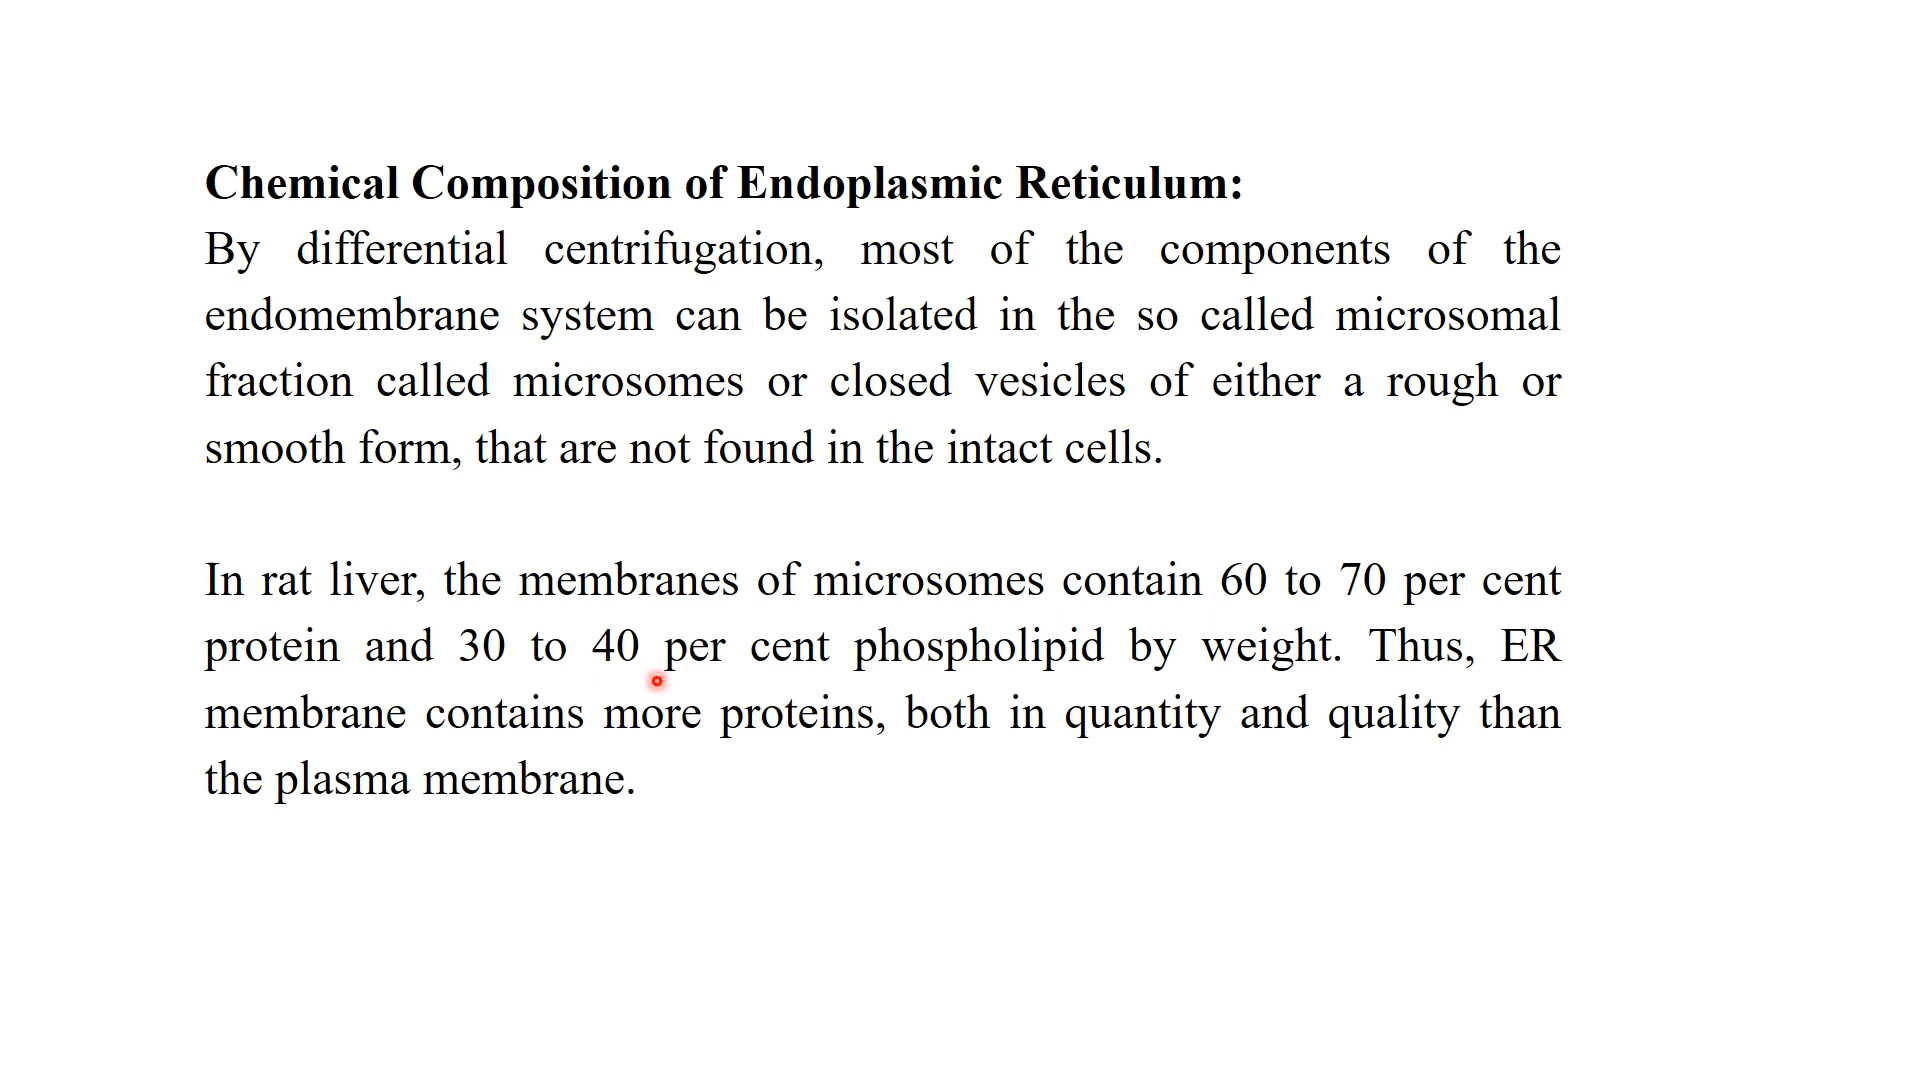 Chemical Composition of Endoplasmic Reticulum:
By differential centrifugation, most of the components of the
endomembrane system can be isolated in the so called microsomal
fraction called microsomes or closed vesicles of either a rough or
smooth form, that are not found in the intact cells.
In rat liver, the membranes of microsomes contain 60 to 70 per cent
protein and 30 to 40 per cent phospholipid by weight. Thus, ER
membrane contains more proteins, both in quantity and quality than
the plasma membrane.